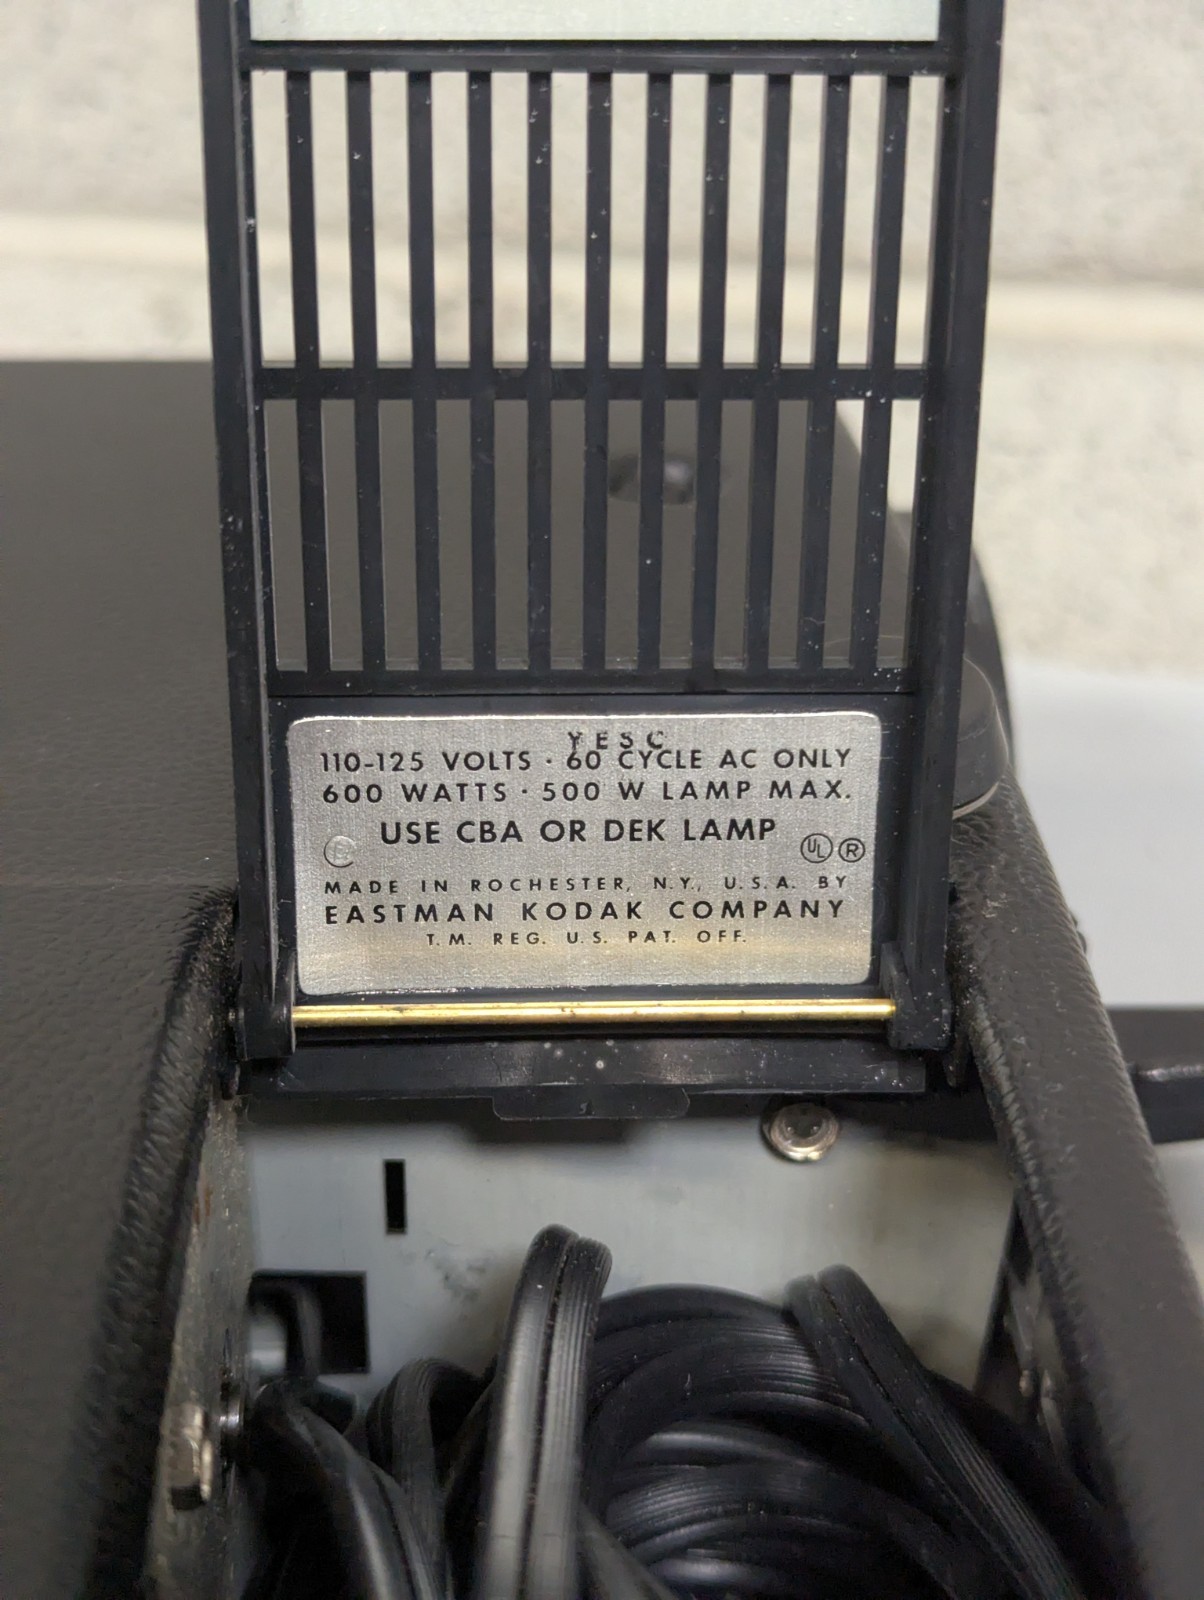 YESC
110-125 VOLTS · 60 CYCLE AC ONLY
600 WATTS · 500 W LAMP MAX.
USE CBA OR DEK LAMP
UL ®
MADE IN ROCHESTER, N.Y., U.S.A. BY
EASTMAN KODAK COMPANY
T.M. REG. U.S. PAT. OFF.